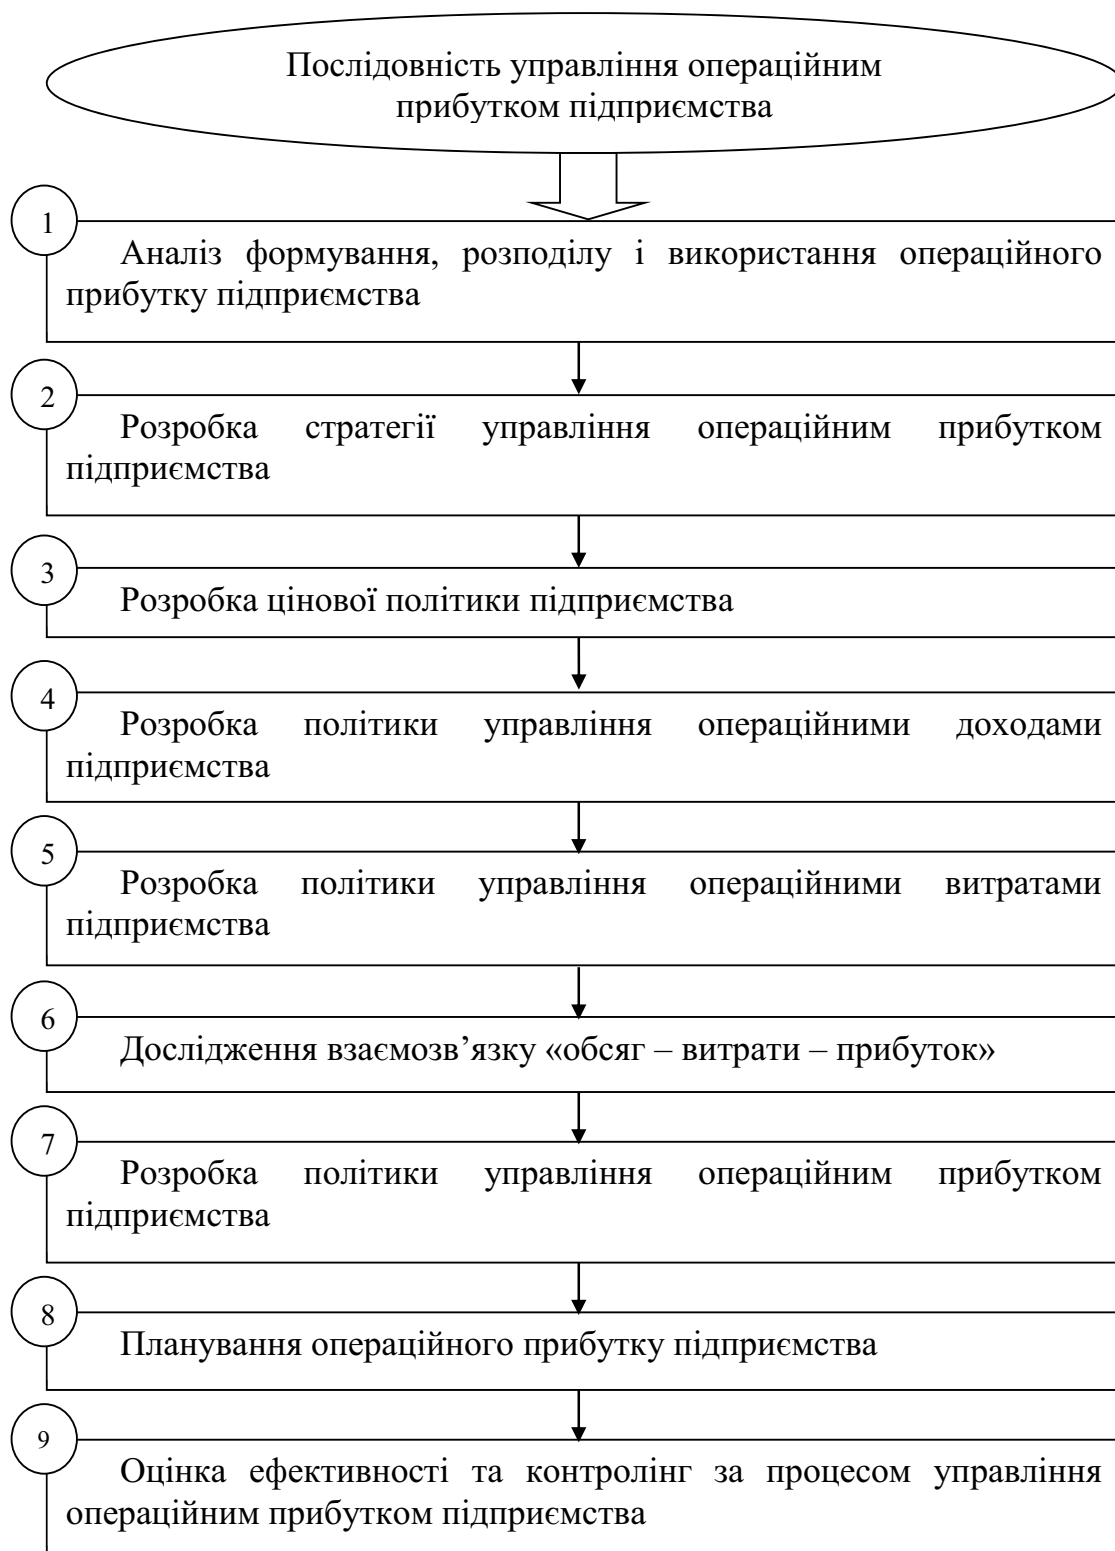 Послідовність управління операційним
прибутком підприємства
1
Аналіз формування, розподілу і використання операційного
прибутку підприємства
2
Розробка стратегії управління операційним прибутком
підприємства
3
Розробка цінової політики підприємства
4
Розробка політики управління операційними доходами
підприємства
5
Розробка політики управління операційними витратами
підприємства
6
Дослідження взаємозв’язку «обсяг – витрати – прибуток»
7
Розробка політики управління операційним прибутком
підприємства
8
Планування операційного прибутку підприємства
9
Оцінка ефективності та контролінг за процесом управління
операційним прибутком підприємства